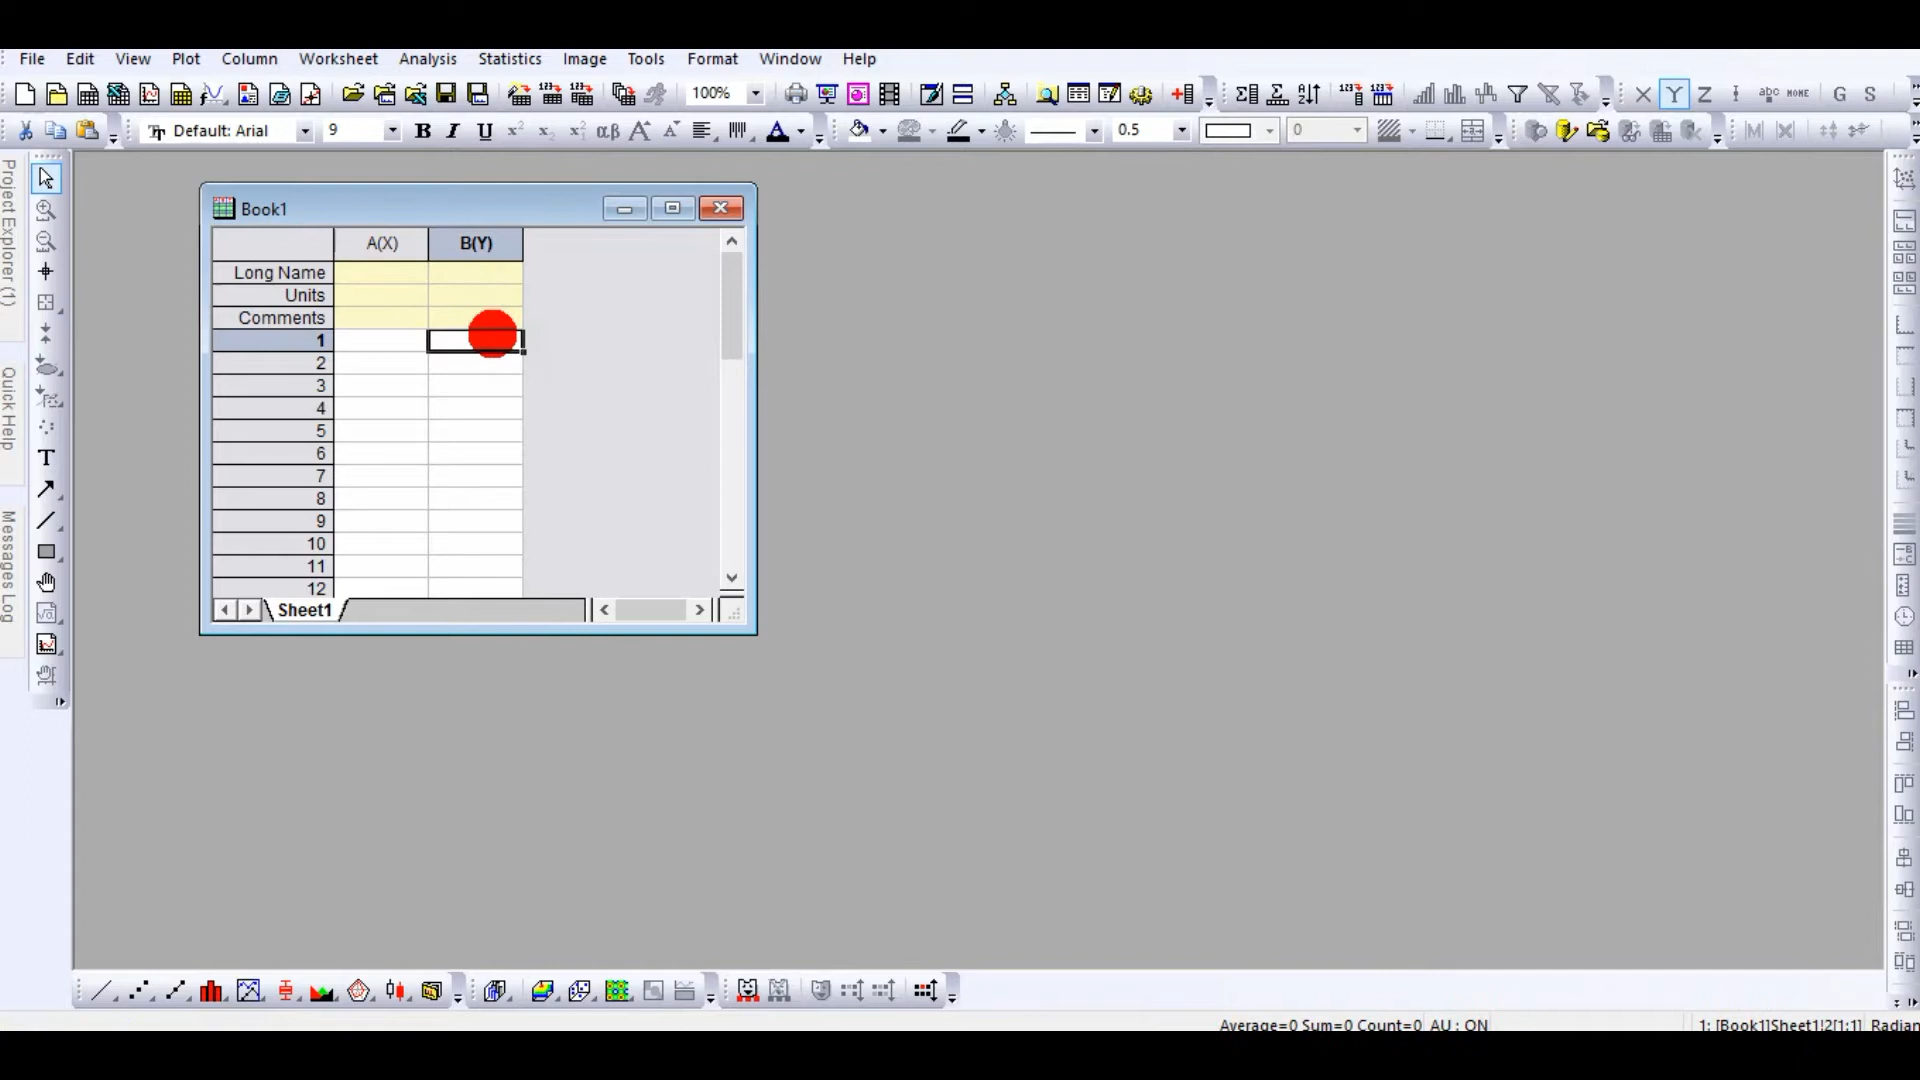 File Edit View Plot Column Worksheet Analysis Statistics Image Tools Format Window Help
100%
X Y Z G S
Default: Arial 9 B I U αβ A 0.5 0
Project Explorer (1)
Quick Help
Messages Log
T
Book1
A(X) B(Y)
Long Name
Units
Comments
1
2
3
4
5
6
7
8
9
10
11
12
Sheet1
Average=0 Sum=0 Count=0 AU : ON 1: [Book1]Sheet1!2[1:1] Radian